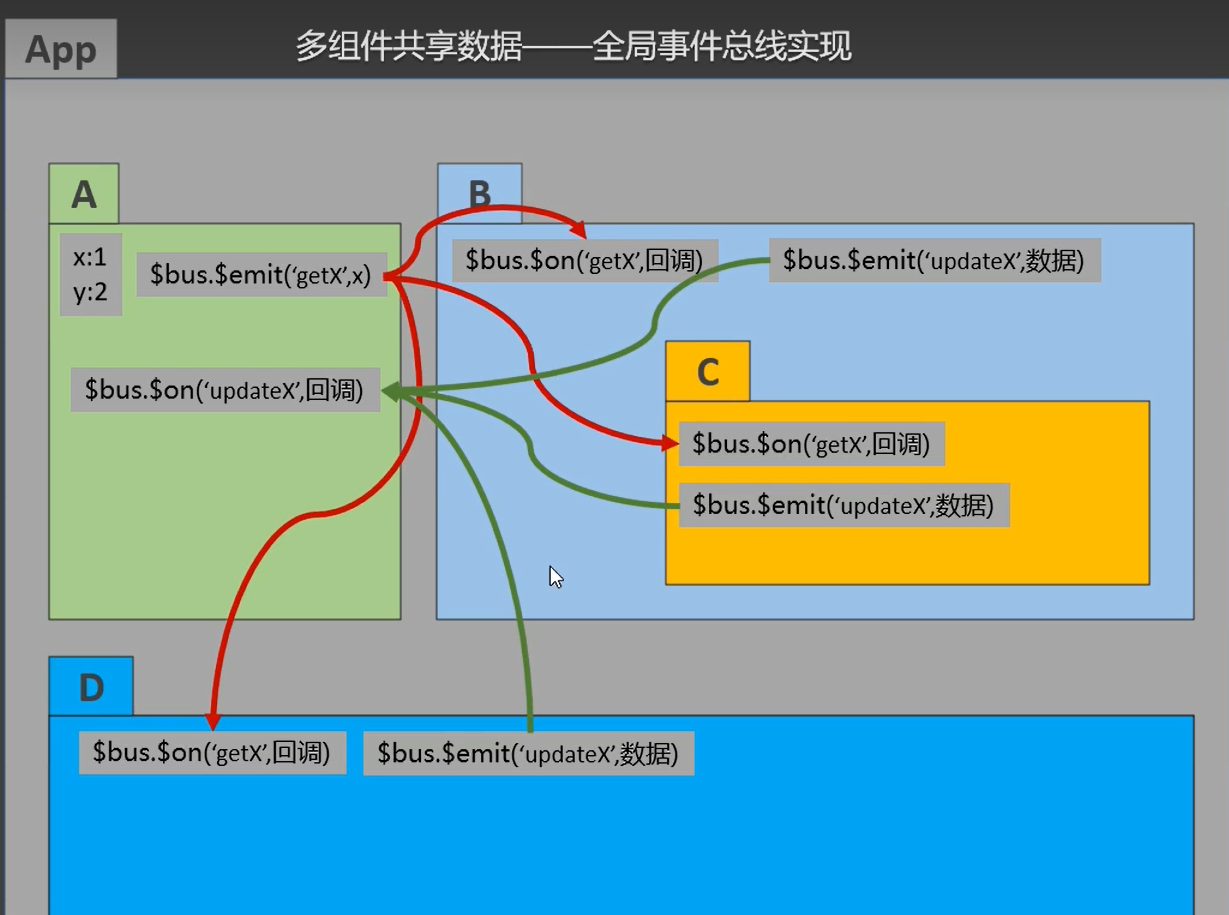 App
多组件共享数据——全局事件总线实现
A
B
x:1
y:2
$bus.$emit(‘getX’,x)
$bus.$on(‘getX’,回调)
$bus.$emit(‘updateX’,数据)
$bus.$on(‘updateX’,回调)
C
$bus.$on(‘getX’,回调)
$bus.$emit(‘updateX’,数据)
D
$bus.$on(‘getX’,回调)
$bus.$emit(‘updateX’,数据)